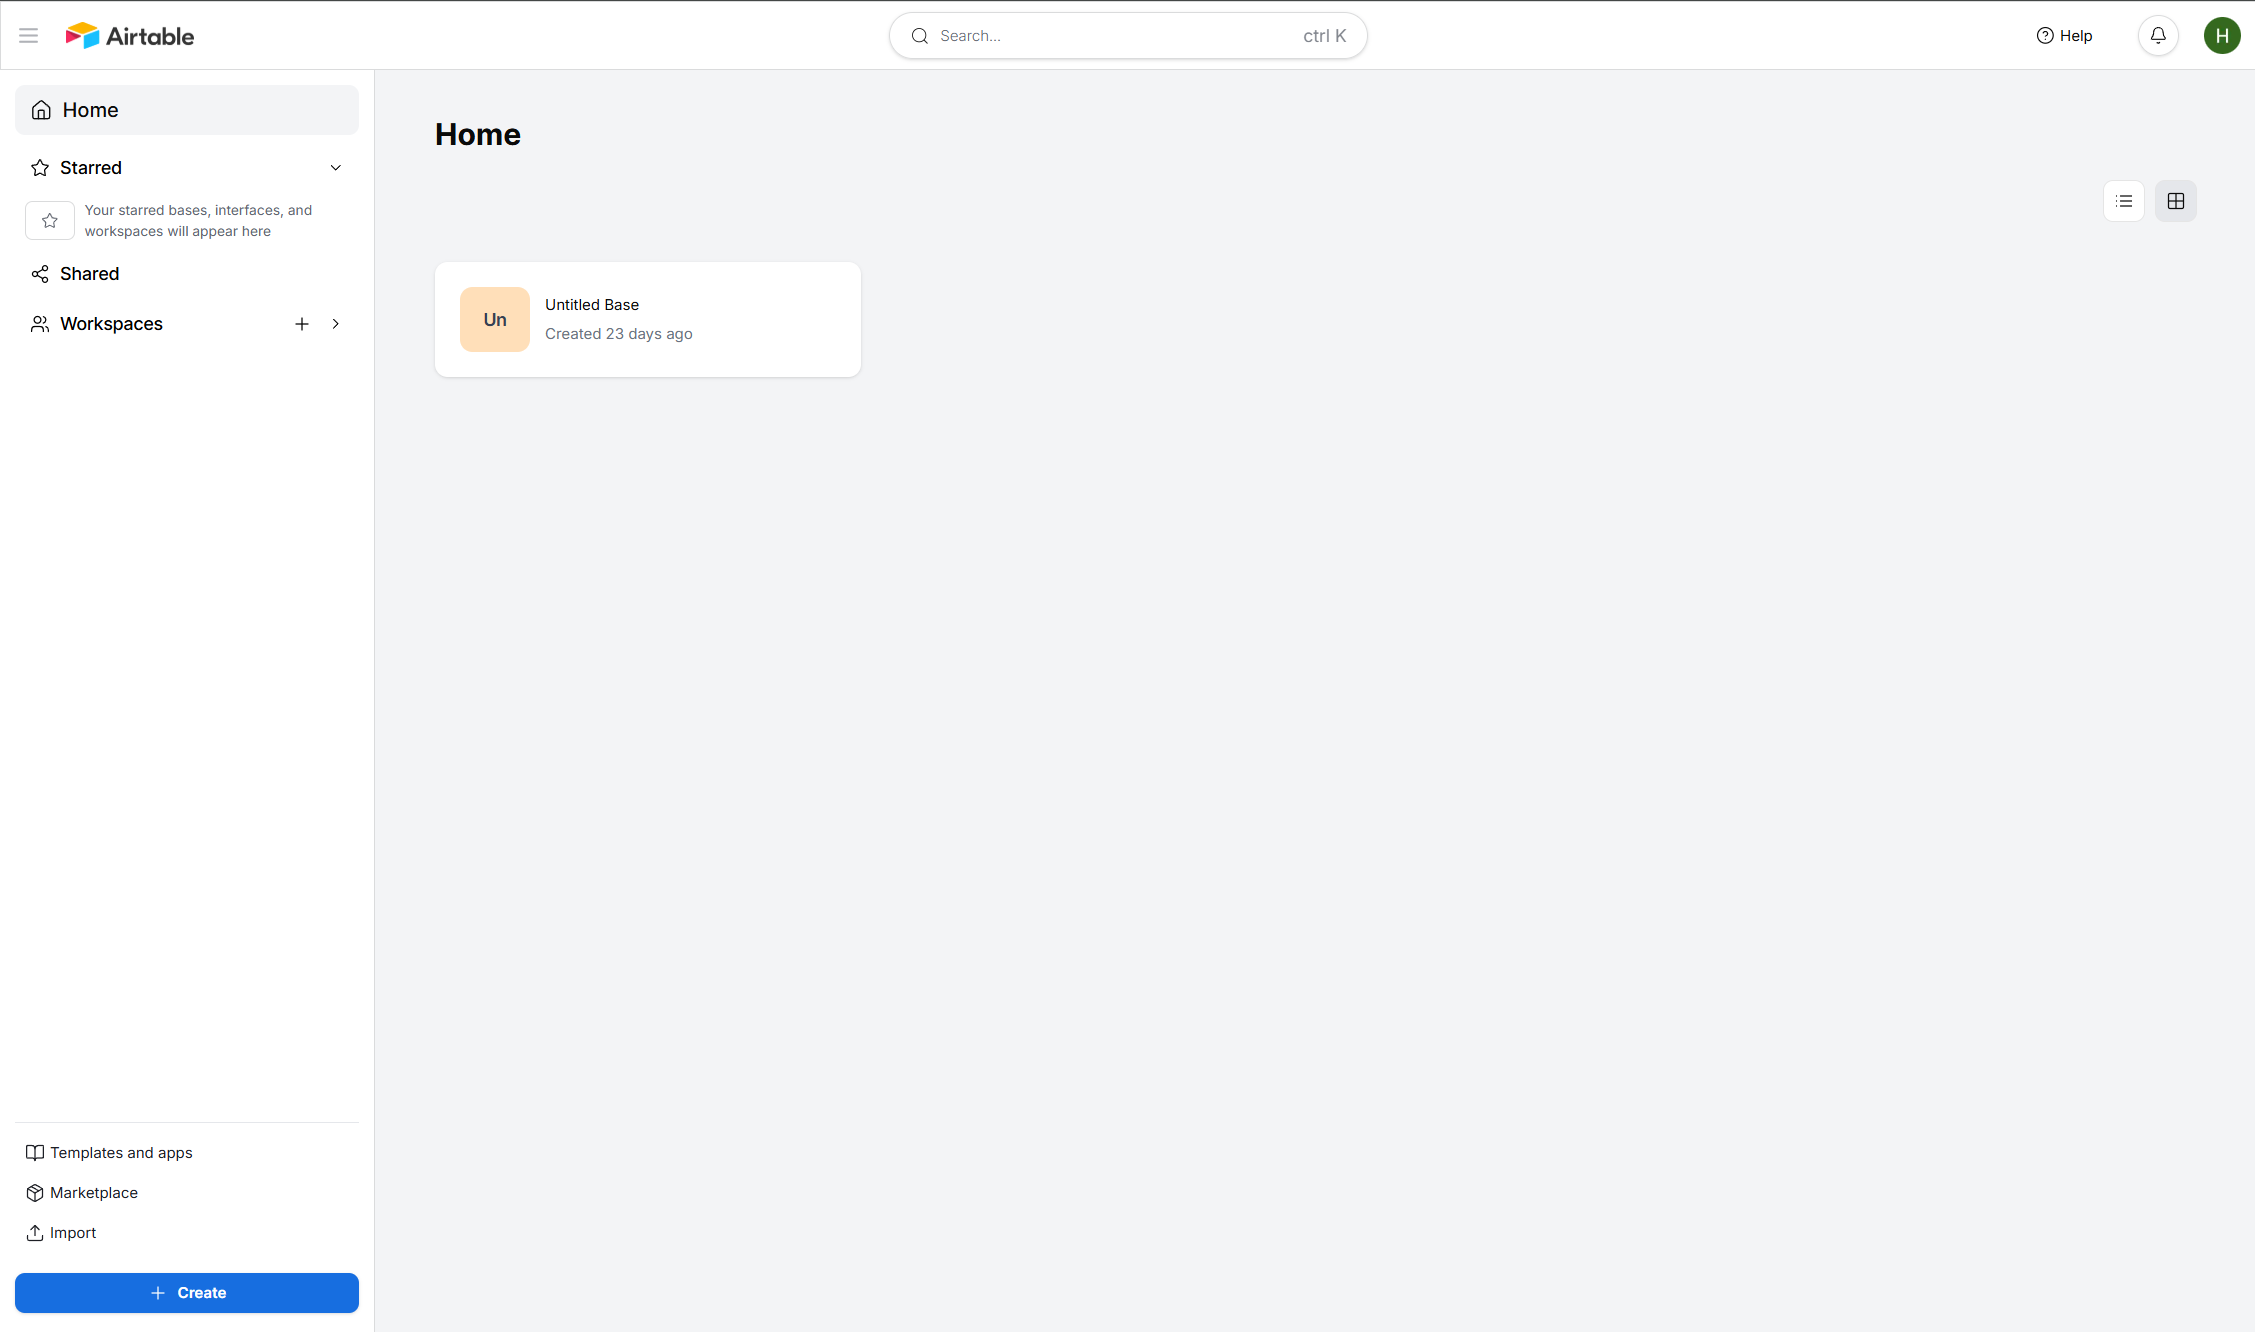 Airtable
Search...
ctrl K
Help
H
Home
Starred
Your starred bases, interfaces, and
workspaces will appear here
Shared
Workspaces
Templates and apps
Marketplace
Import
Create
Home
Un
Untitled Base
Created 23 days ago